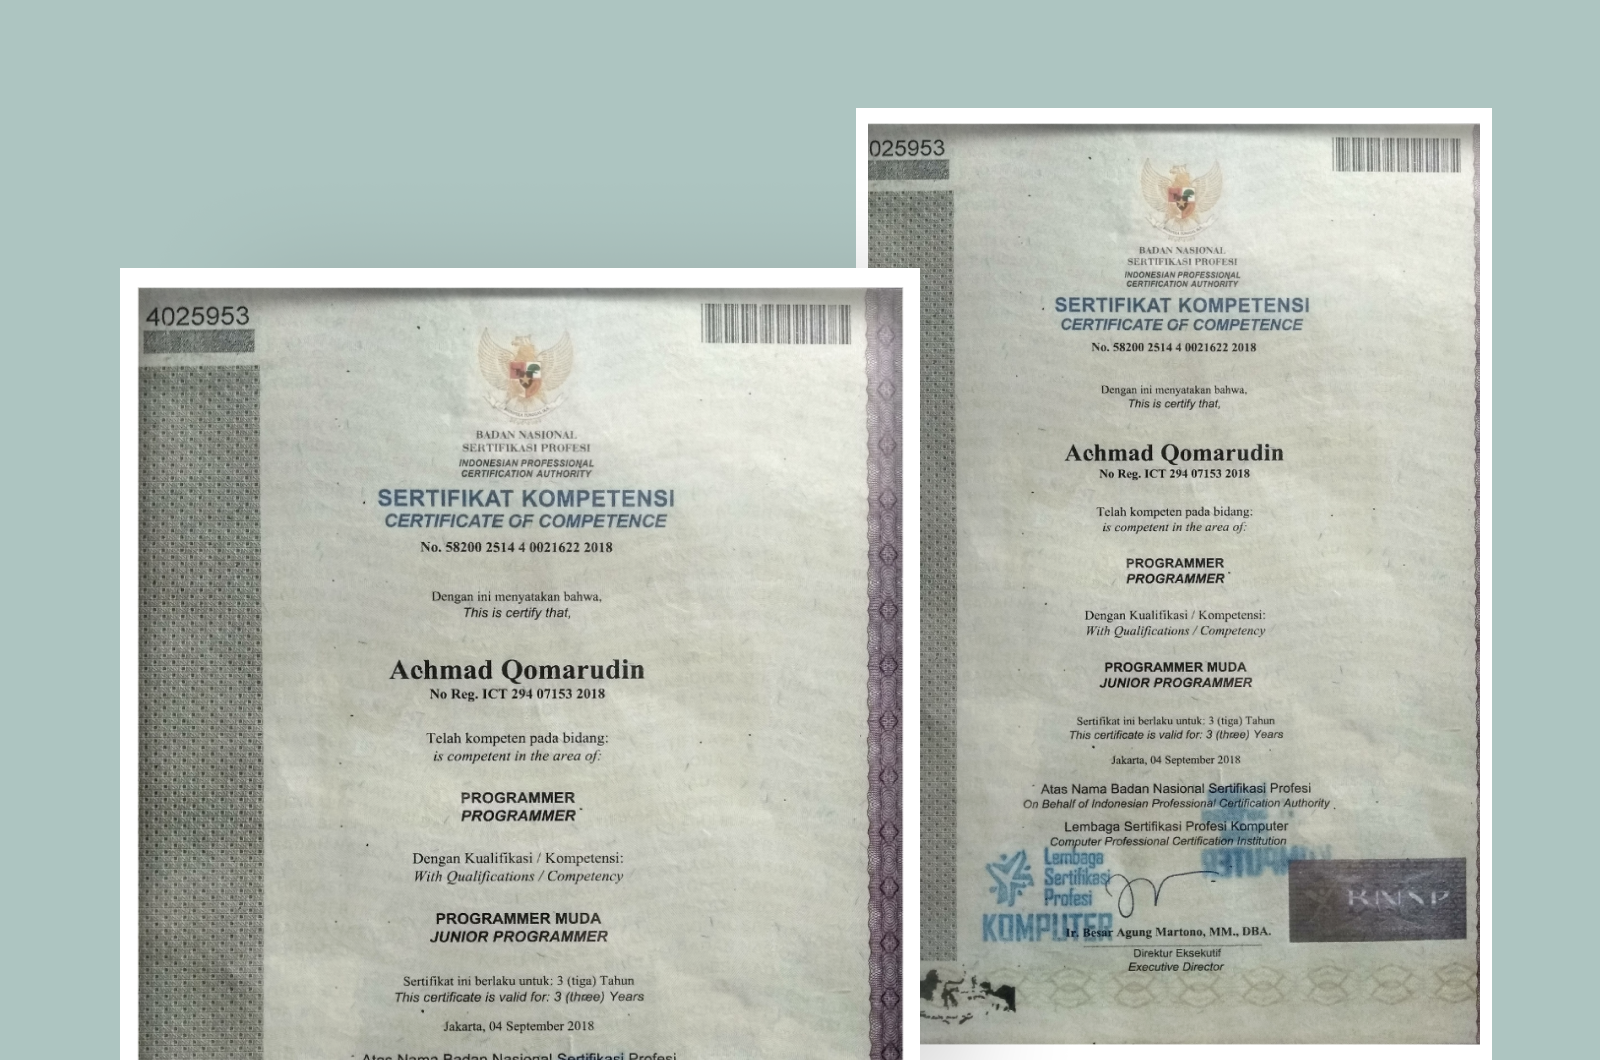 4025953
BADAN NASIONAL
SERTIFIKASI PROFESI
INDONESIAN PROFESSIONAL
CERTIFICATION AUTHORITY
SERTIFIKAT KOMPETENSI
CERTIFICATE OF COMPETENCE
No. 58200 2514 4 0021622 2018
Dengan ini menyatakan bahwa,
This is certify that,
Achmad Qomarudin
No Reg. ICT 294 07153 2018
Telah kompeten pada bidang:
is competent in the area of:
PROGRAMMER
PROGRAMMER
Dengan Kualifikasi / Kompetensi:
With Qualifications / Competency
PROGRAMMER MUDA
JUNIOR PROGRAMMER
Sertifikat ini berlaku untuk: 3 (tiga) Tahun
This certificate is valid for: 3 (three) Years
Jakarta, 04 September 2018
Atas Nama Badan Nasional Sertifikasi Profesi
025953
BADAN NASIONAL
SERTIFIKASI PROFESI
INDONESIAN PROFESSIONAL
CERTIFICATION AUTHORITY
SERTIFIKAT KOMPETENSI
CERTIFICATE OF COMPETENCE
No. 58200 2514 4 0021622 2018
Dengan ini menyatakan bahwa,
This is certify that,
Achmad Qomarudin
No Reg. ICT 294 07153 2018
Telah kompeten pada bidang:
is competent in the area of:
PROGRAMMER
PROGRAMMER
Dengan Kualifikasi / Kompetensi:
With Qualifications / Competency
PROGRAMMER MUDA
JUNIOR PROGRAMMER
Sertifikat ini berlaku untuk: 3 (tiga) Tahun
This certificate is valid for: 3 (three) Years
Jakarta, 04 September 2018
Atas Nama Badan Nasional Sertifikasi Profesi
On Behalf of Indonesian Professional Certification Authority
Lembaga Sertifikasi Profesi Komputer
Computer Professional Certification Institution
Lembaga
Sertifikasi
Profesi
KOMPUTER
BNSP
Ir. Besar Agung Martono, MM., DBA.
Direktur Eksekutif
Executive Director